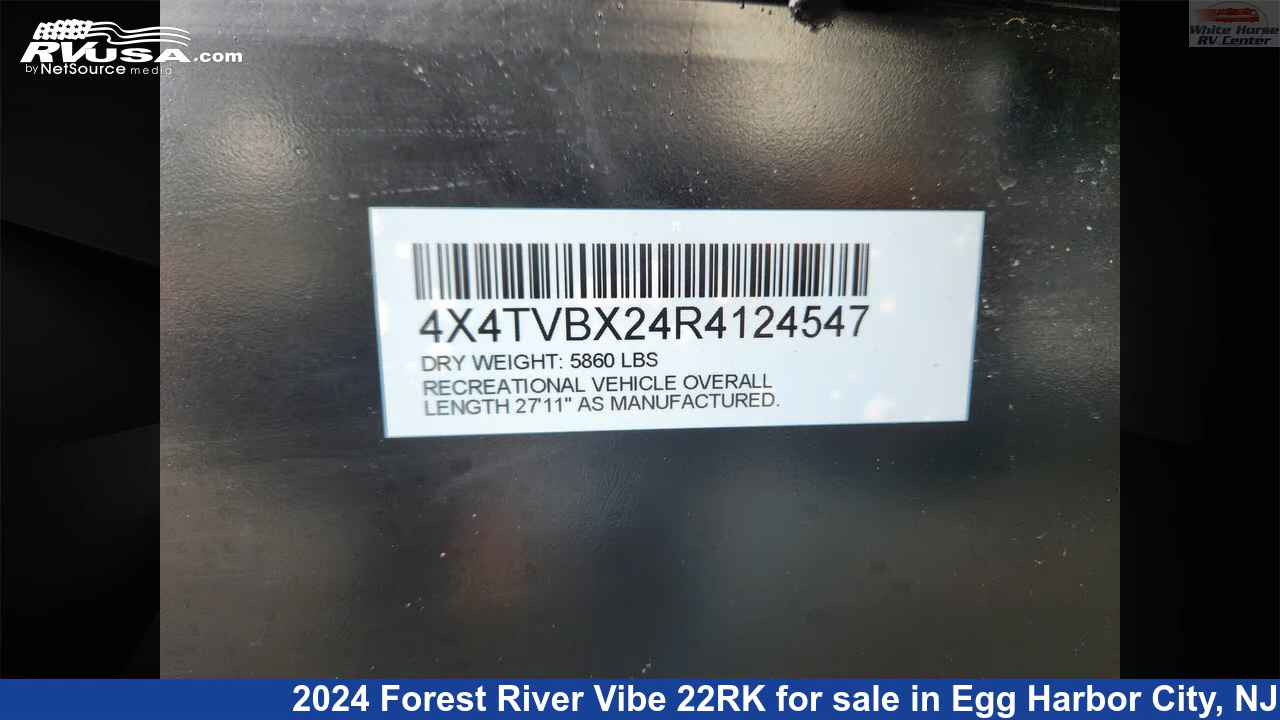 RVUSA.com
by NetSource media
White Horse
RV Center
4X4TVBX24R4124547
DRY WEIGHT: 5860 LBS
RECREATIONAL VEHICLE OVERALL
LENGTH 27'11" AS MANUFACTURED.
2024 Forest River Vibe 22RK for sale in Egg Harbor City, NJ